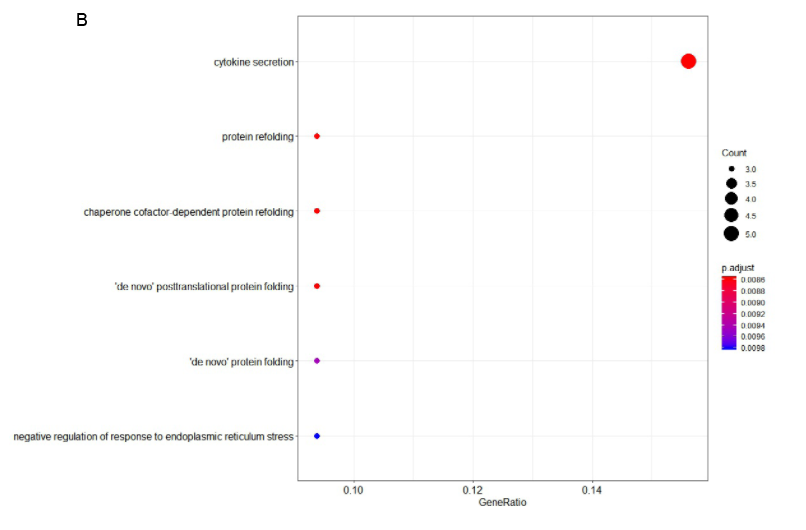 B
cytokine secretion
protein refolding
chaperone cofactor-dependent protein refolding
'de novo' posttranslational protein folding
'de novo' protein folding
negative regulation of response to endoplasmic reticulum stress
0.10 0.12 0.14
GeneRatio
Count
3.0
3.5
4.0
4.5
5.0
p.adjust
0.0086
0.0088
0.0090
0.0092
0.0094
0.0096
0.0098